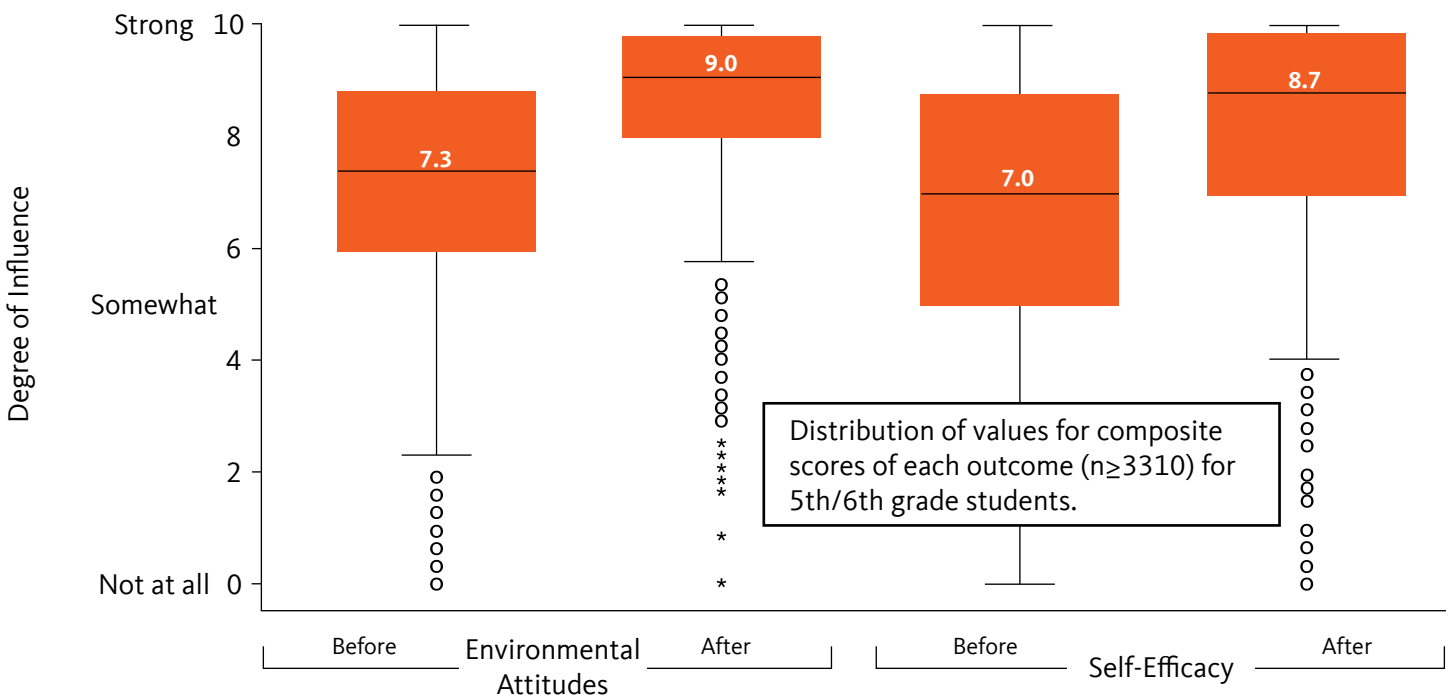 Degree of Influence
Strong 10
8
6
Somewhat
4
2
Not at all 0
7.3
9.0
7.0
8.7
Distribution of values for composite
scores of each outcome (n≥3310) for
5th/6th grade students.
Before
Environmental
Attitudes
After
Before
Self-Efficacy
After